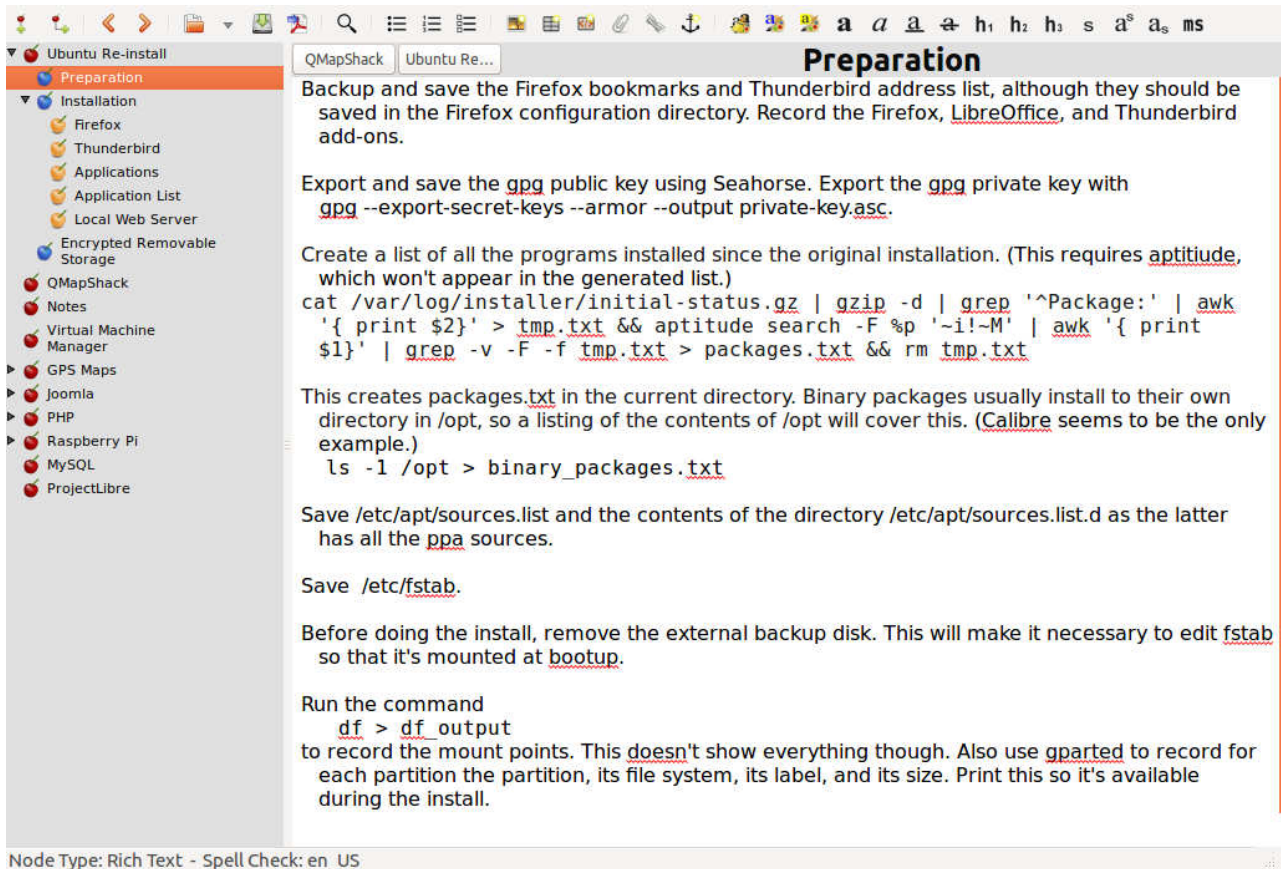 a a a a h1 h2 h3 s as as ms
Ubuntu Re-install
Preparation
Installation
Firefox
Thunderbird
Applications
Application List
Local Web Server
Encrypted Removable
Storage
QMapShack
Notes
Virtual Machine
Manager
GPS Maps
Joomla
PHP
Raspberry Pi
MySQL
ProjectLibre
QMapShack Ubuntu Re...
Preparation
Backup and save the Firefox bookmarks and Thunderbird address list, although they should be
saved in the Firefox configuration directory. Record the Firefox, LibreOffice, and Thunderbird
add-ons.
Export and save the gpg public key using Seahorse. Export the gpg private key with
gpg --export-secret-keys --armor --output private-key.asc.
Create a list of all the programs installed since the original installation. (This requires aptitiude,
which won't appear in the generated list.)
cat /var/log/installer/initial-status.gz | gzip -d | grep '^Package:' | awk
'{ print $2}' > tmp.txt && aptitude search -F %p '~i!~M' | awk '{ print
$1}' | grep -v -F -f tmp.txt > packages.txt && rm tmp.txt
This creates packages.txt in the current directory. Binary packages usually install to their own
directory in /opt, so a listing of the contents of /opt will cover this. (Calibre seems to be the only
example.)
ls -1 /opt > binary_packages.txt
Save /etc/apt/sources.list and the contents of the directory /etc/apt/sources.list.d as the latter
has all the ppa sources.
Save /etc/fstab.
Before doing the install, remove the external backup disk. This will make it necessary to edit fstab
so that it's mounted at bootup.
Run the command
df > df_output
to record the mount points. This doesn't show everything though. Also use gparted to record for
each partition the partition, its file system, its label, and its size. Print this so it's available
during the install.
Node Type: Rich Text - Spell Check: en US